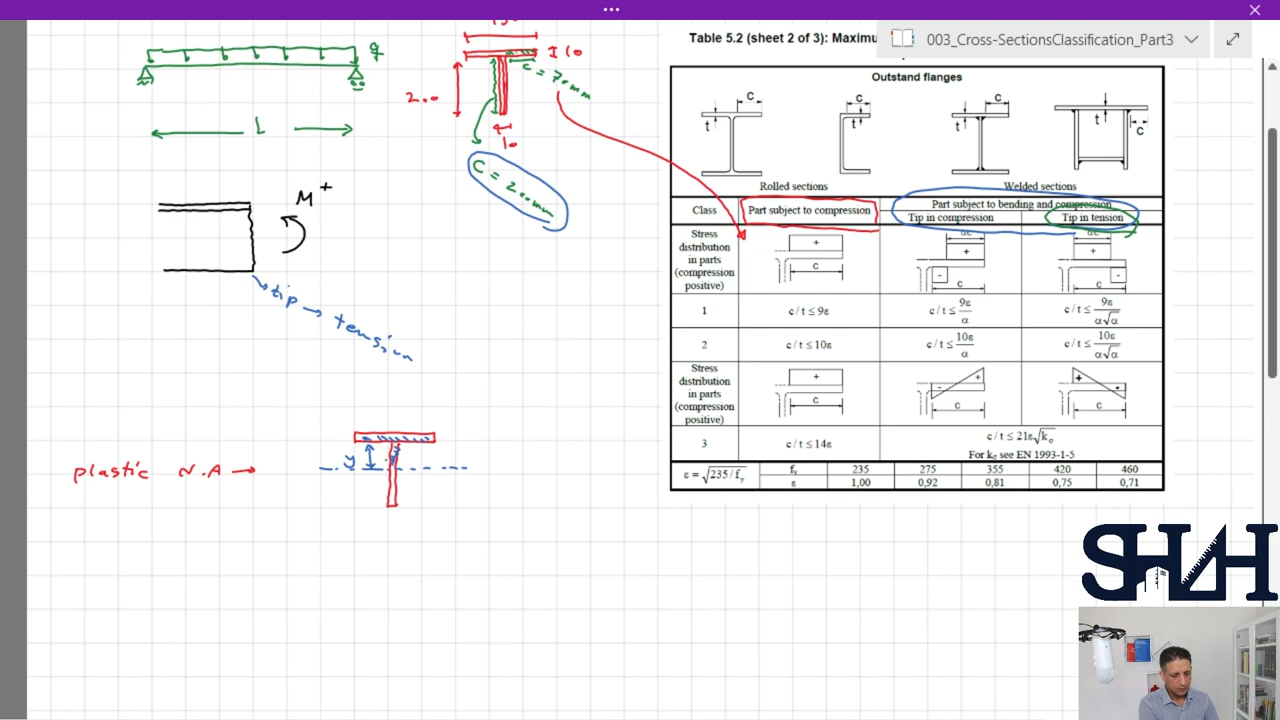 003_Cross-SectionsClassification_Part3
q
L
10
C = 70mm
200
10
C = 200mm
M+
tip → tension
plastic N.A →
y
Table 5.2 (sheet 2 of 3): Maximu
Outstand flanges
c c c
t t t t c
Rolled sections Welded sections
Class Part subject to compression Part subject to bending and compression
Tip in compression Tip in tension
Stress
distribution
in parts
(compression
positive)
+ + +
- -
c c c
αc αc
1 c/t ≤ 9ε c/t ≤ 9ε/α c/t ≤ 9ε/α√α
2 c/t ≤ 10ε c/t ≤ 10ε/α c/t ≤ 10ε/α√α
Stress
distribution
in parts
(compression
positive)
+ - + + -
c c c
3 c/t ≤ 14ε c/t ≤ 21ε√kσ
For kσ see EN 1993-1-5
ε = √235/fy fy 235 275 355 420 460
ε 1,00 0,92 0,81 0,75 0,71